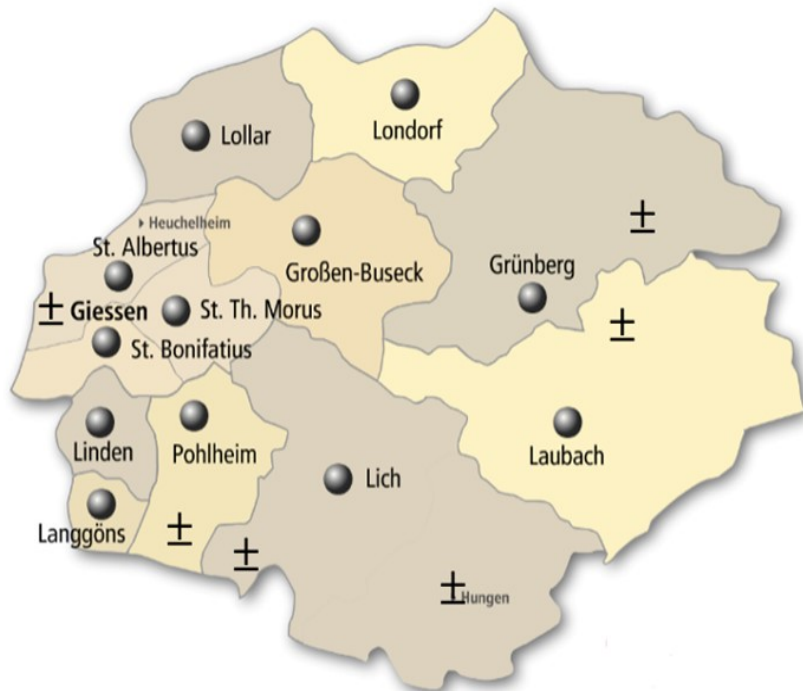 Lollar
Londorf
Heuchelheim
St. Albertus
Großen-Buseck
Grünberg
±
± Giessen
St. Th. Morus
±
St. Bonifatius
Linden
Pohlheim
Lich
Laubach
Langgöns
±
±
± Hungen